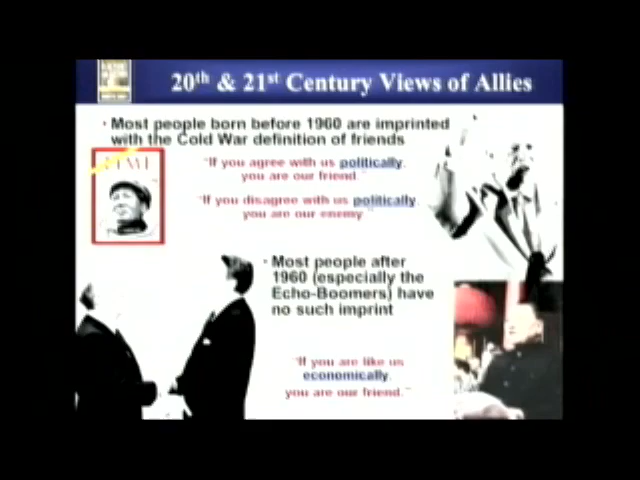 20th & 21st Century Views of Allies
· Most people born before 1960 are imprinted
with the Cold War definition of friends
TIME
"If you agree with us politically,
you are our friend."
"If you disagree with us politically,
you are our enemy."
· Most people after
1960 (especially the
Echo-Boomers) have
no such imprint
"If you are like us
economically,
you are our friend."